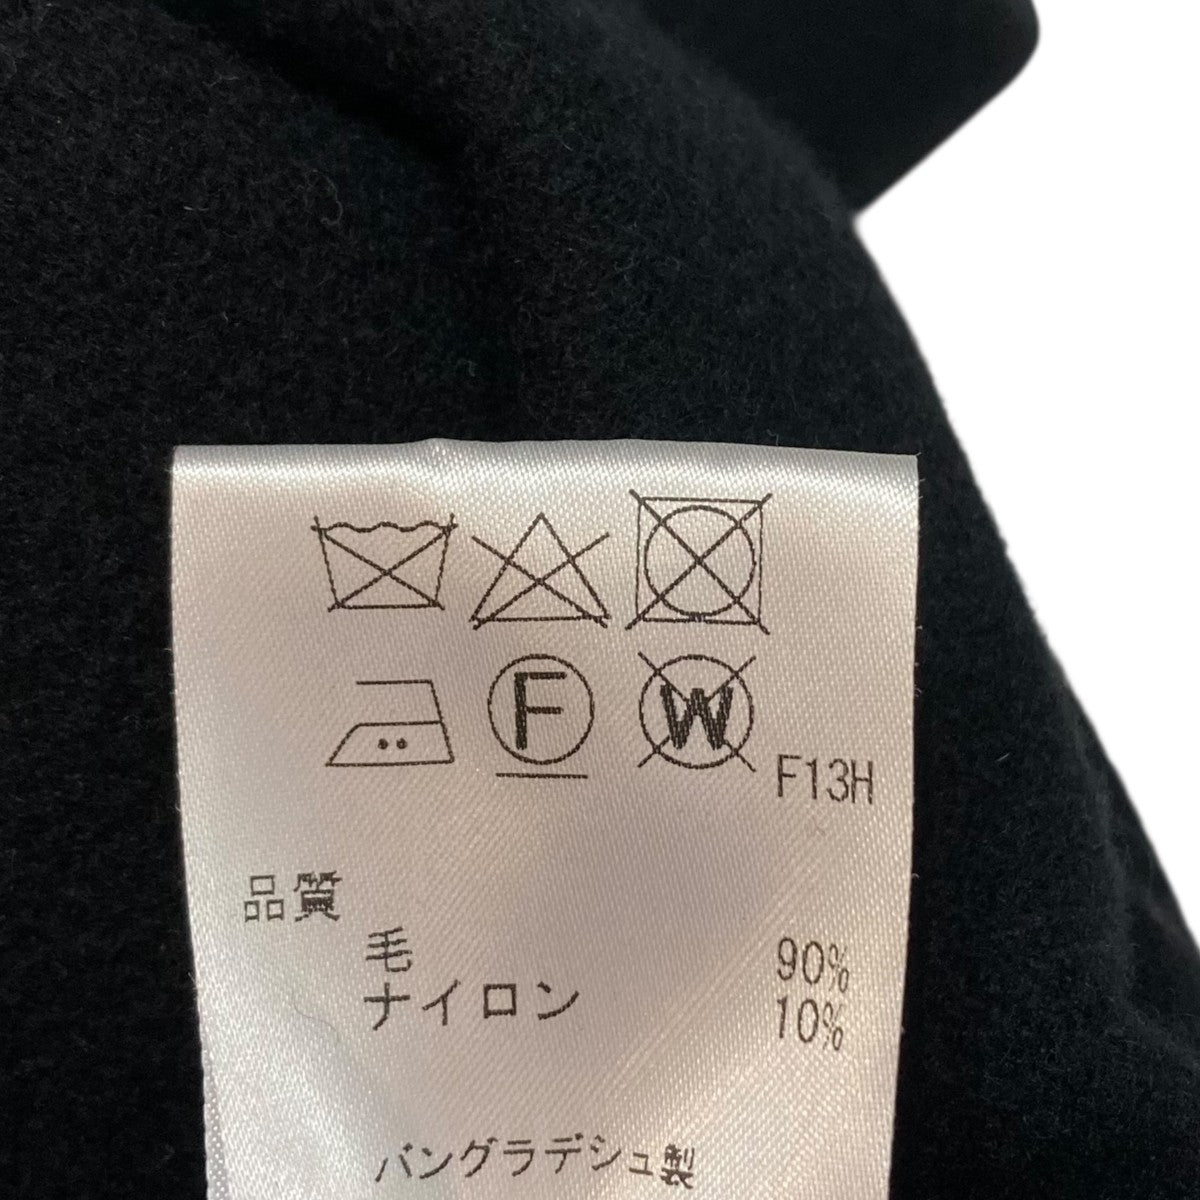 F W F13H
品質
毛 90%
ナイロン 10%
バングラデシュ製